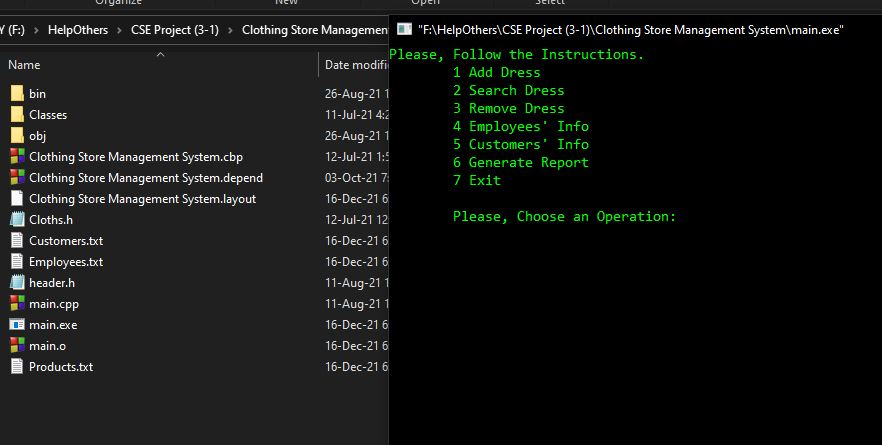 Organize
New
Open
Select
Y (F:) > HelpOthers > CSE Project (3-1) > Clothing Store Management
Name
Date modifi
bin
26-Aug-21 1
Classes
11-Jul-21 4:2
obj
26-Aug-21 1
Clothing Store Management System.cbp
12-Jul-21 1:5
Clothing Store Management System.depend
03-Oct-21 7:
Clothing Store Management System.layout
16-Dec-21 6
Cloths.h
12-Jul-21 12
Customers.txt
16-Dec-21 6
Employees.txt
16-Dec-21 6
header.h
11-Aug-21 1
main.cpp
11-Aug-21 1
main.exe
16-Dec-21 6
main.o
16-Dec-21 6
Products.txt
16-Dec-21 6
"F:\HelpOthers\CSE Project (3-1)\Clothing Store Management System\main.exe"
Please, Follow the Instructions.
1 Add Dress
2 Search Dress
3 Remove Dress
4 Employees' Info
5 Customers' Info
6 Generate Report
7 Exit
Please, Choose an Operation: